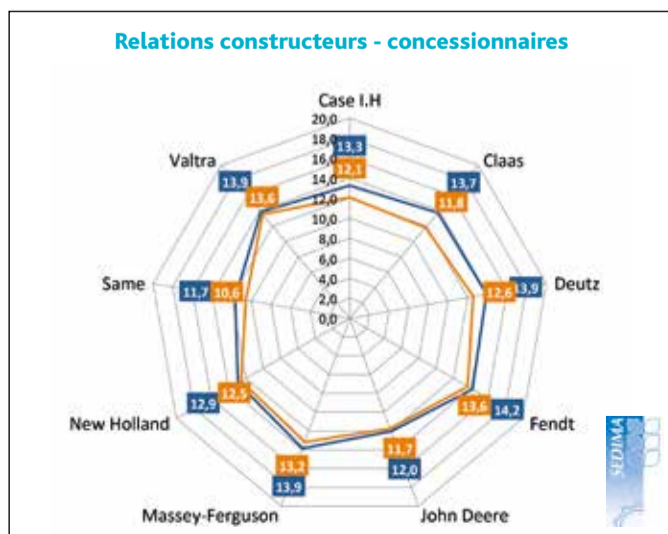 Relations constructeurs - concessionnaires
Case I.H
20,0
18,0
13,3
16,0
12,1
14,0
12,0
10,0
8,0
6,0
4,0
2,0
0,0
Claas
13,7
11,8
Deutz
12,6
13,9
Fendt
13,6
14,2
John Deere
11,7
12,0
Massey-Ferguson
13,2
13,9
New Holland
12,9
12,5
Same
11,7
10,6
Valtra
13,9
13,6
SEDIMA